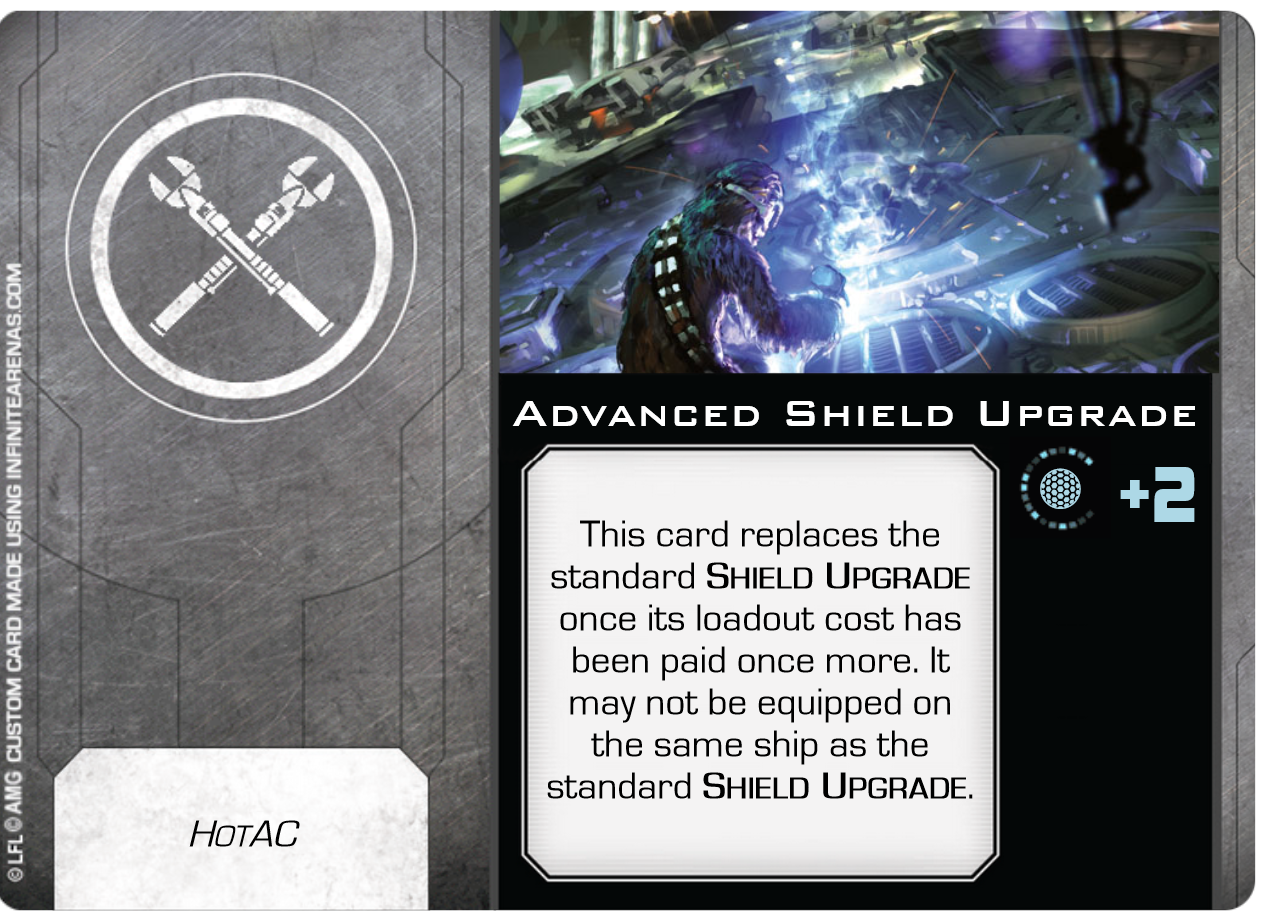 Advanced Shield Upgrade
+2
This card replaces the
standard Shield Upgrade
once its loadout cost has
been paid once more. It
may not be equipped on
the same ship as the
standard Shield Upgrade.
HotAC
© LFL © AMG CUSTOM CARD MADE USING INFINITEARENAS.COM